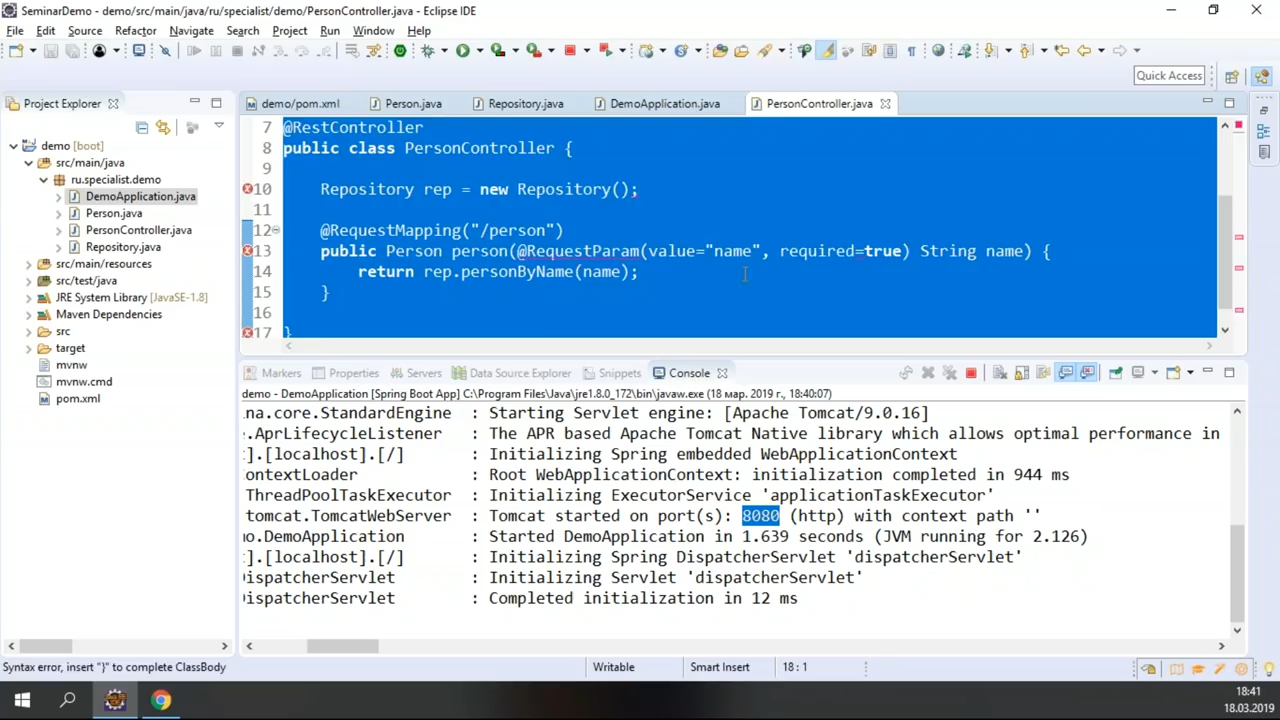 SeminarDemo - demo/src/main/java/ru/specialist/demo/PersonController.java - Eclipse IDE
File Edit Source Refactor Navigate Search Project Run Window Help
Quick Access
Project Explorer
demo/pom.xml Person.java Repository.java DemoApplication.java PersonController.java
demo [boot]
src/main/java
ru.specialist.demo
DemoApplication.java
Person.java
PersonController.java
Repository.java
src/main/resources
src/test/java
JRE System Library [JavaSE-1.8]
Maven Dependencies
src
target
mvnw
mvnw.cmd
pom.xml
7 @RestController
8 public class PersonController {
9
10 Repository rep = new Repository();
11
12 @RequestMapping("/person")
13 public Person person(@RequestParam(value="name", required=true) String name) {
14 return rep.personByName(name);
15 }
16
17 }
Markers Properties Servers Data Source Explorer Snippets Console
demo - DemoApplication [Spring Boot App] C:\Program Files\Java\jre1.8.0_172\bin\javaw.exe (18 мар. 2019 г., 18:40:07)
na.core.StandardEngine : Starting Servlet engine: [Apache Tomcat/9.0.16]
.AprLifecycleListener : The APR based Apache Tomcat Native library which allows optimal performance in
].[localhost].[/] : Initializing Spring embedded WebApplicationContext
ontextLoader : Root WebApplicationContext: initialization completed in 944 ms
ThreadPoolTaskExecutor : Initializing ExecutorService 'applicationTaskExecutor'
tomcat.TomcatWebServer : Tomcat started on port(s): 8080 (http) with context path ''
o.DemoApplication : Started DemoApplication in 1.639 seconds (JVM running for 2.126)
].[localhost].[/] : Initializing Spring DispatcherServlet 'dispatcherServlet'
ispatcherServlet : Initializing Servlet 'dispatcherServlet'
ispatcherServlet : Completed initialization in 12 ms
Syntax error, insert "}" to complete ClassBody Writable Smart Insert 18 : 1
18:41
18.03.2019